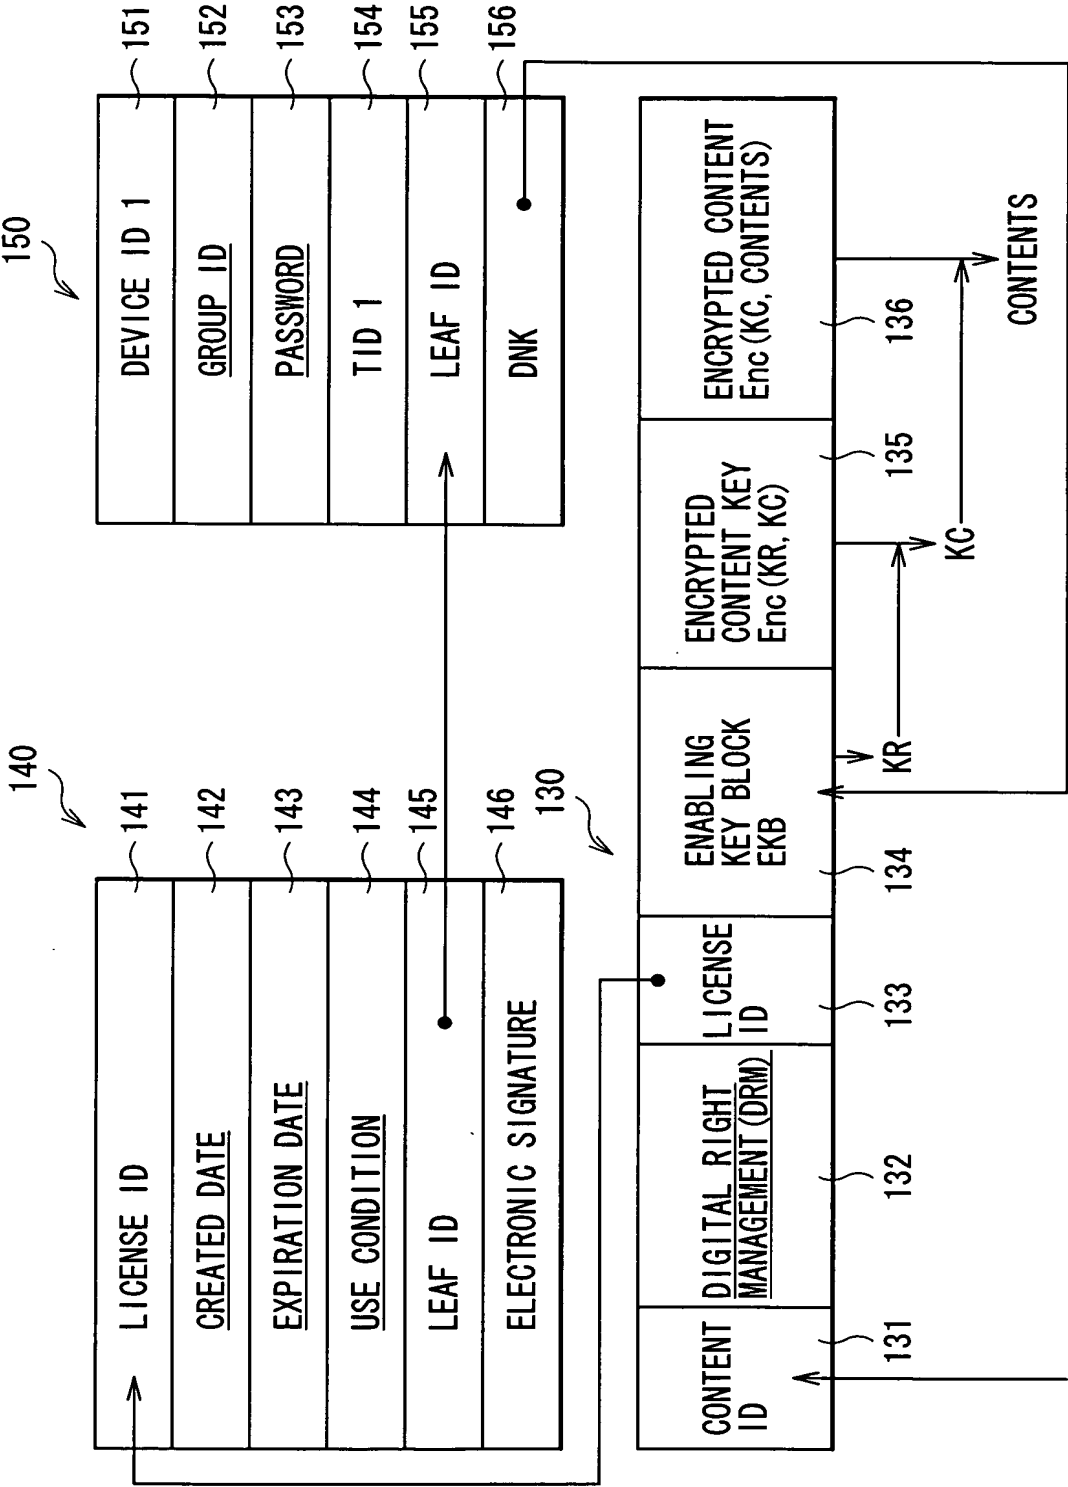 140
LICENSE ID
141
CREATED DATE
142
EXPIRATION DATE
143
USE CONDITION
144
LEAF ID
145
ELECTRONIC SIGNATURE
146
150
DEVICE ID 1
151
GROUP ID
152
PASSWORD
153
TID 1
154
LEAF ID
155
DNK
156
130
CONTENT
ID
DIGITAL RIGHT
MANAGEMENT(DRM)
LICENSE
ID
ENABLING
KEY BLOCK
EKB
ENCRYPTED
CONTENT KEY
Enc(KR, KC)
ENCRYPTED CONTENT
Enc(KC, CONTENTS)
131
132
133
134
135
136
KR
KC
CONTENTS